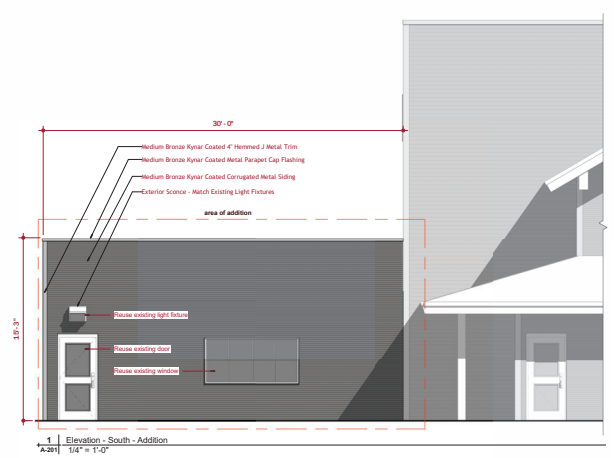 30'-0"
Medium Bronze Kynar Coated 4" Hemmed J Metal Trim
Medium Bronze Kynar Coated Metal Parapet Cap Flashing
Medium Bronze Kynar Coated Corrugated Metal Siding
Exterior Sconce - Match Existing Light Fixtures
area of addition
15'-3"
Reuse existing light fixture
Reuse existing door
Reuse existing window
1 Elevation - South - Addition
A-201 1/4" = 1'-0"